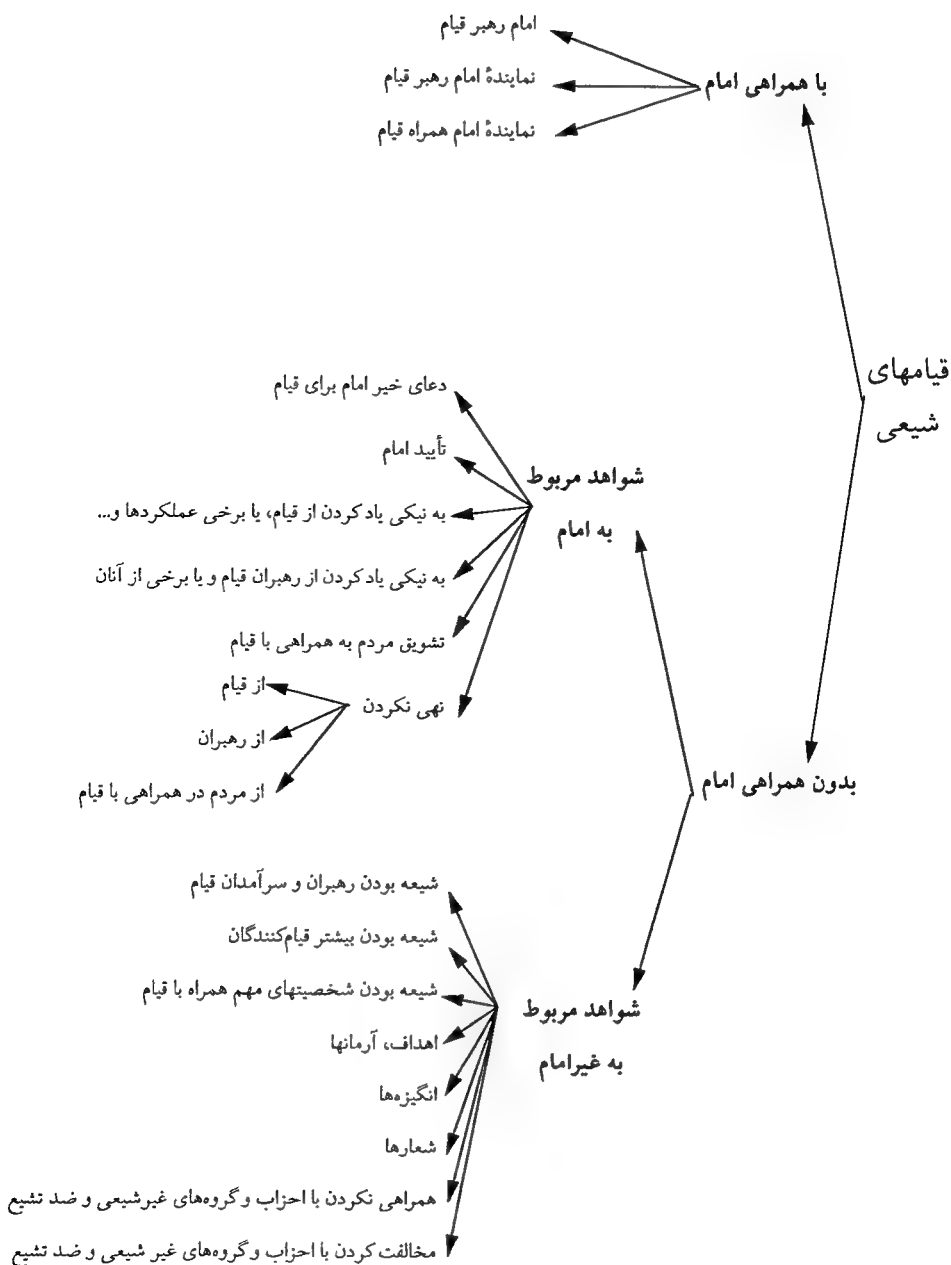 امام رهبر قیام
با همراهی امام
نمایندهٔ امام رهبر قیام
نمایندهٔ امام همراه قیام
قیامهای
شیعی
دعای خیر امام برای قیام
تأیید امام
شواهد مربوط
به امام
به نیکی یاد کردن از قیام، یا برخی عملکردها و...
به نیکی یاد کردن از رهبران قیام و یا برخی از آنان
تشویق مردم به همراهی با قیام
نهی نکردن
از قیام
از رهبران
از مردم در همراهی با قیام
بدون همراهی امام
شیعه بودن رهبران و سرآمدان قیام
شیعه بودن بیشتر قیام‌کنندگان
شیعه بودن شخصیتهای مهم همراه با قیام
شواهد مربوط
به غیرامام
اهداف، آرمانها
انگیزه‌ها
شعارها
همراهی نکردن با احزاب و گروه‌های غیرشیعی و ضد تشیع
مخالفت کردن با احزاب و گروه‌های غیر شیعی و ضد تشیع